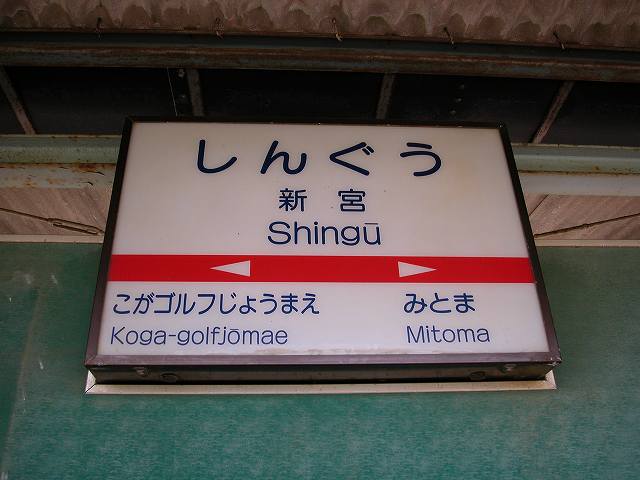 しんぐう
新宮
Shingū
こがゴルフじょうまえ みとま
Koga-golfjōmae Mitoma